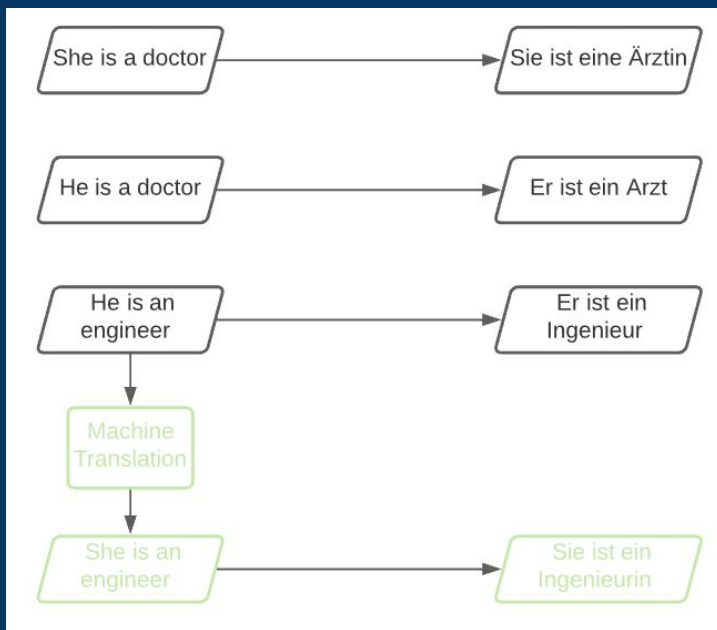 She is a doctor
Sie ist eine Ärztin
He is a doctor
Er ist ein Arzt
He is an
engineer
Er ist ein
Ingenieur
Machine
Translation
She is an
engineer
Sie ist ein
Ingenieurin